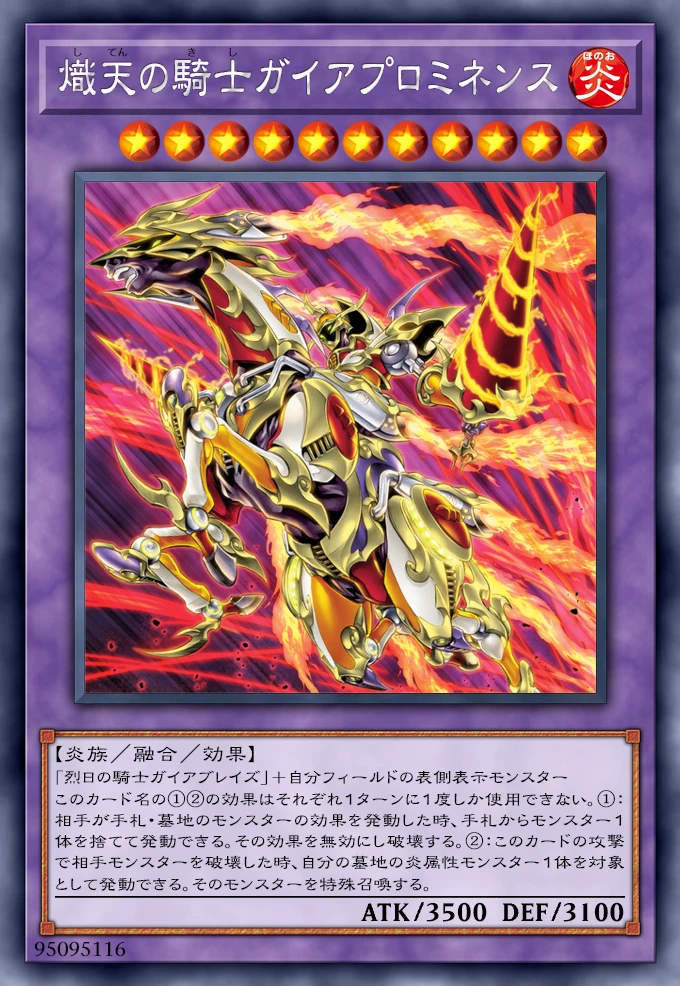 してん きし
熾天の騎士ガイアプロミネンス
ほのお
炎
【炎族／融合／効果】
「烈日の騎士ガイアブレイズ」＋自分フィールドの表側表示モンスター
このカード名の①②の効果はそれぞれ1ターンに1度しか使用できない。①：
相手が手札・墓地のモンスターの効果を発動した時、手札からモンスター1
体を捨てて発動できる。その効果を無効にし破壊する。②：このカードの攻撃
で相手モンスターを破壊した時、自分の墓地の炎属性モンスター1体を対象
として発動できる。そのモンスターを特殊召喚する。
ATK/3500 DEF/3100
95095116